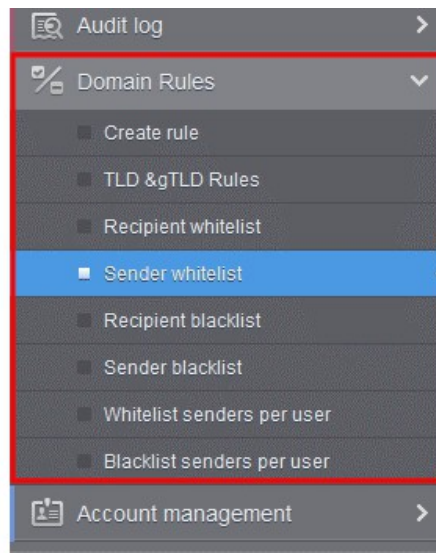 Audit log
Domain Rules
Create rule
TLD &gTLD Rules
Recipient whitelist
Sender whitelist
Recipient blacklist
Sender blacklist
Whitelist senders per user
Blacklist senders per user
Account management